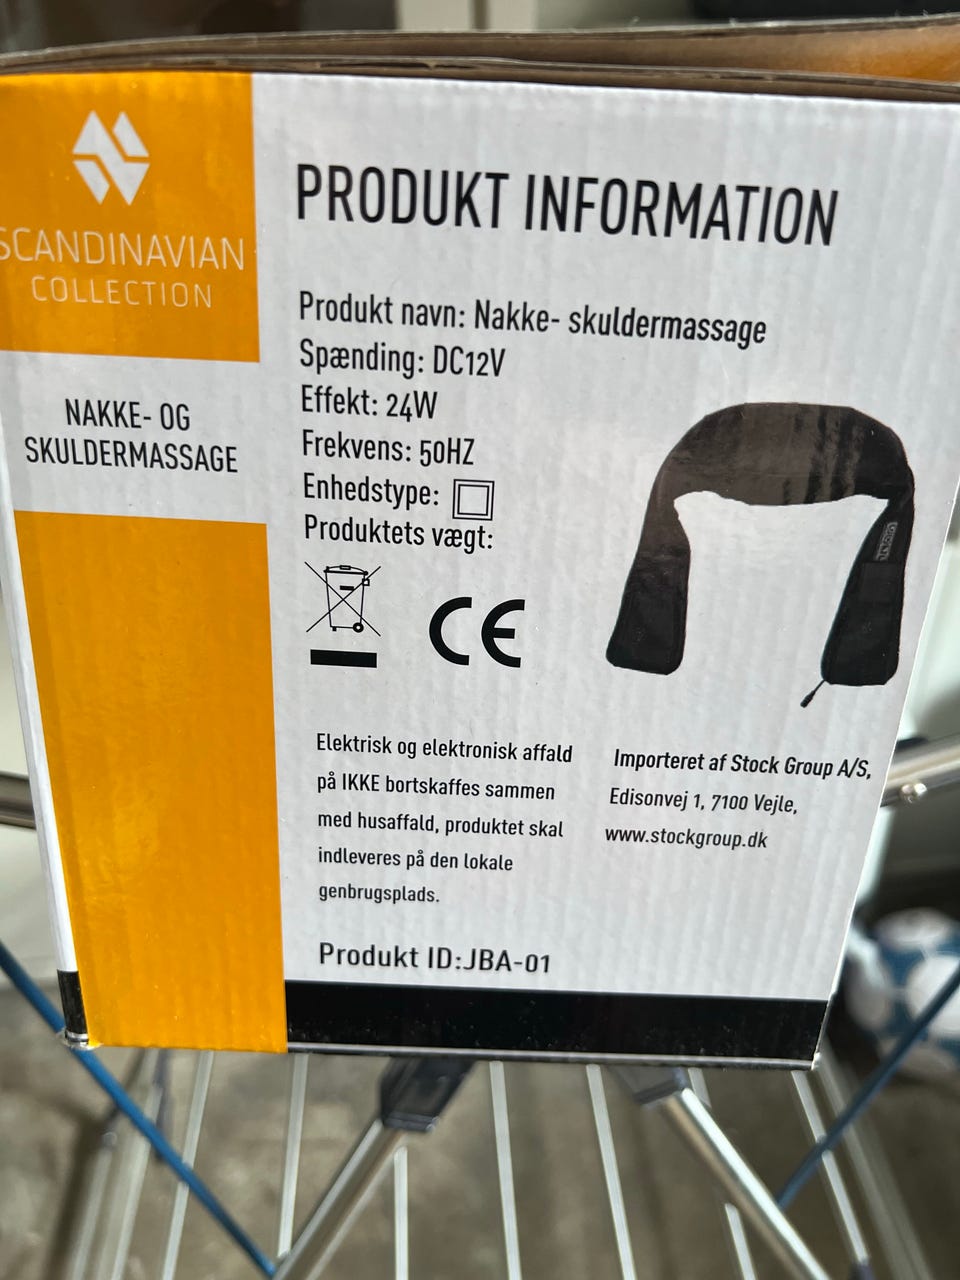 SCANDINAVIAN
COLLECTION
NAKKE- OG
SKULDERMASSAGE
PRODUKT INFORMATION
Produkt navn: Nakke- skuldermassage
Spænding: DC12V
Effekt: 24W
Frekvens: 50HZ
Enhedstype:
Produktets vægt:
CE
Elektrisk og elektronisk affald
på IKKE bortskaffes sammen
med husaffald, produktet skal
indleveres på den lokale
genbrugsplads.
Importeret af Stock Group A/S,
Edisonvej 1, 7100 Vejle,
www.stockgroup.dk
Produkt ID:JBA-01